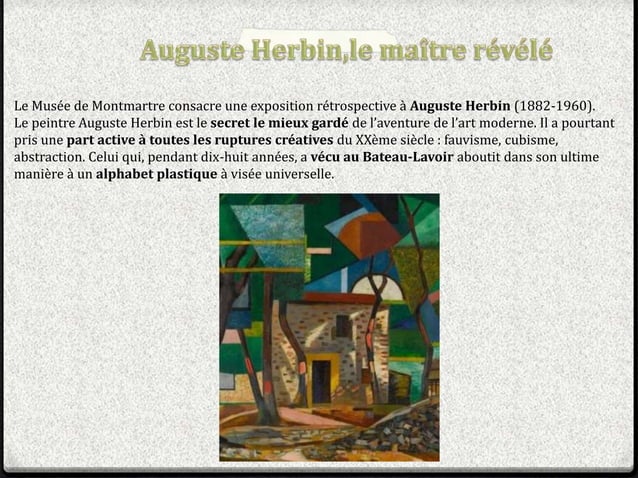 Auguste Herbin,le maître révélé
Le Musée de Montmartre consacre une exposition rétrospective à Auguste Herbin (1882-1960).
Le peintre Auguste Herbin est le secret le mieux gardé de l'aventure de l'art moderne. Il a pourtant
pris une part active à toutes les ruptures créatives du XXème siècle : fauvisme, cubisme,
abstraction. Celui qui, pendant dix-huit années, a vécu au Bateau-Lavoir aboutit dans son ultime
manière à un alphabet plastique à visée universelle.